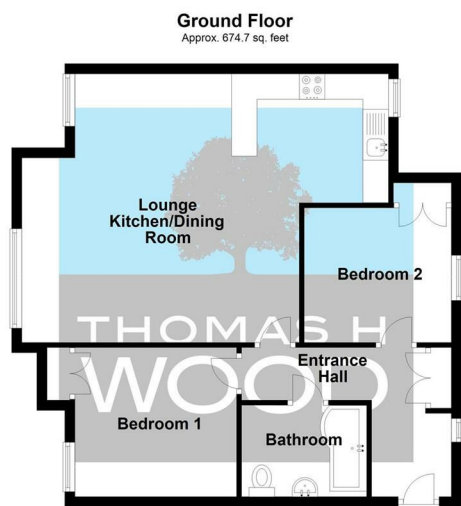 Ground Floor
Approx. 674.7 sq. feet
Lounge
Kitchen/Dining
Room
Bedroom 2
THOMAS H
WOOD
Entrance
Hall
Bedroom 1
Bathroom